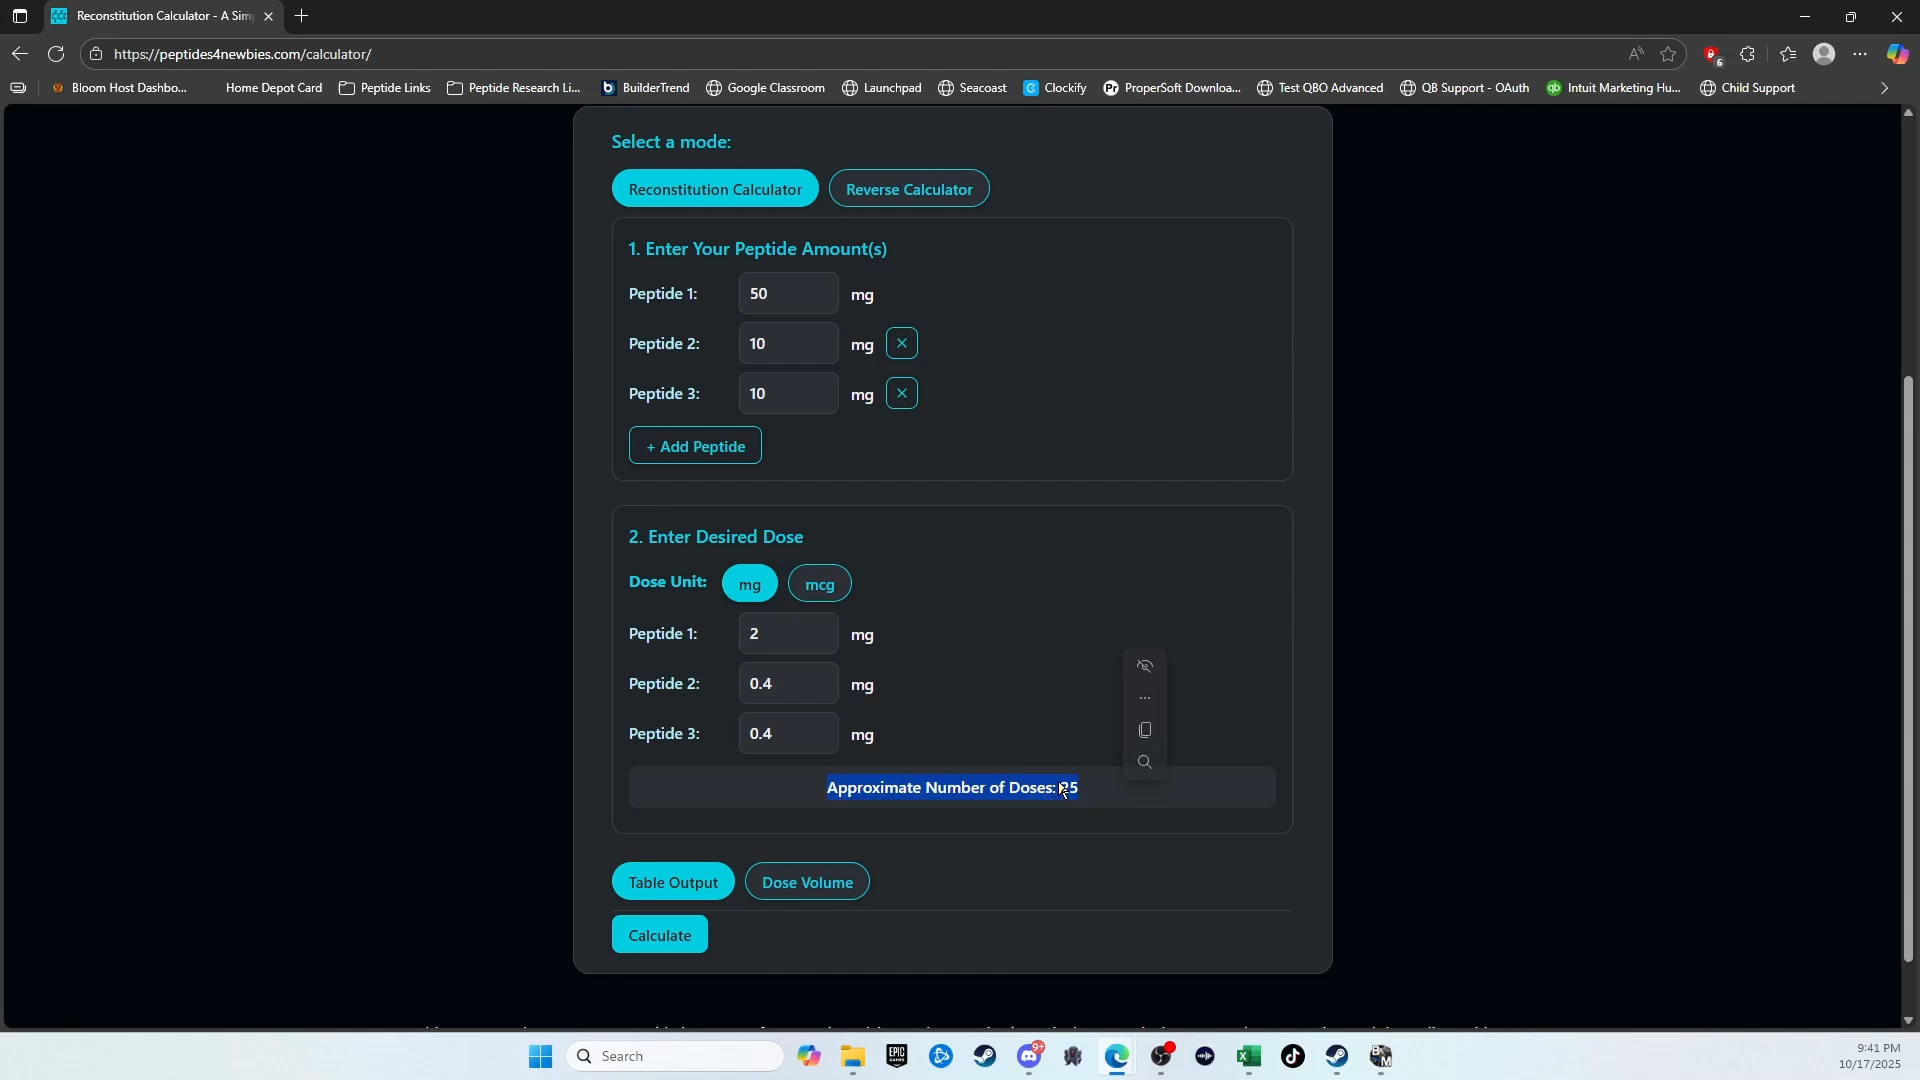 Reconstitution Calculator - A Sim
https://peptides4newbies.com/calculator/
6
Bloom Host Dashbo...
Home Depot Card
Peptide Links
Peptide Research Li...
BuilderTrend
Google Classroom
Launchpad
Seacoast
Clockify
ProperSoft Downloa...
Test QBO Advanced
QB Support - OAuth
Intuit Marketing Hu...
Child Support
Select a mode:
Reconstitution Calculator
Reverse Calculator
1. Enter Your Peptide Amount(s)
Peptide 1: 50 mg
Peptide 2: 10 mg
Peptide 3: 10 mg
+ Add Peptide
2. Enter Desired Dose
Dose Unit: mg mcg
Peptide 1: 2 mg
Peptide 2: 0.4 mg
Peptide 3: 0.4 mg
Approximate Number of Doses: 25
Table Output
Dose Volume
Calculate
Search
EPIC GAMES
9+
9:41 PM
10/17/2025